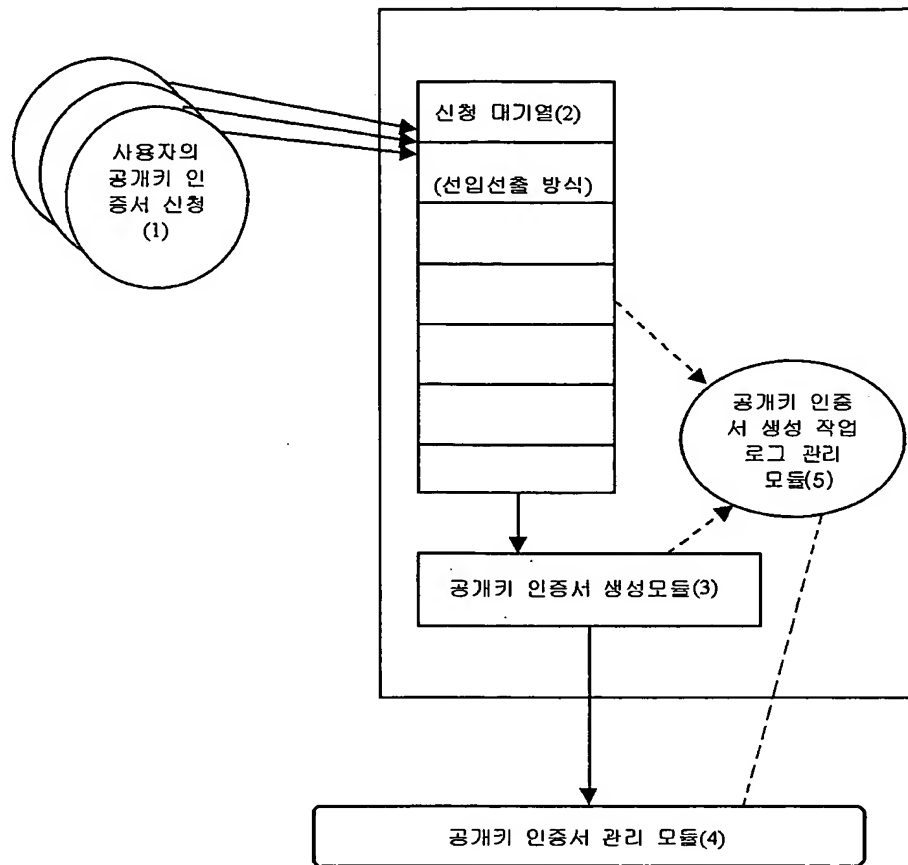 신청 대기열(2)
(선입선출 방식)
사용자의
공개키 인
증서 신청
(1)
공개키 인증
서 생성 작업
로그 관리
모듈(5)
공개키 인증서 생성모듈(3)
공개키 인증서 관리 모듈(4)